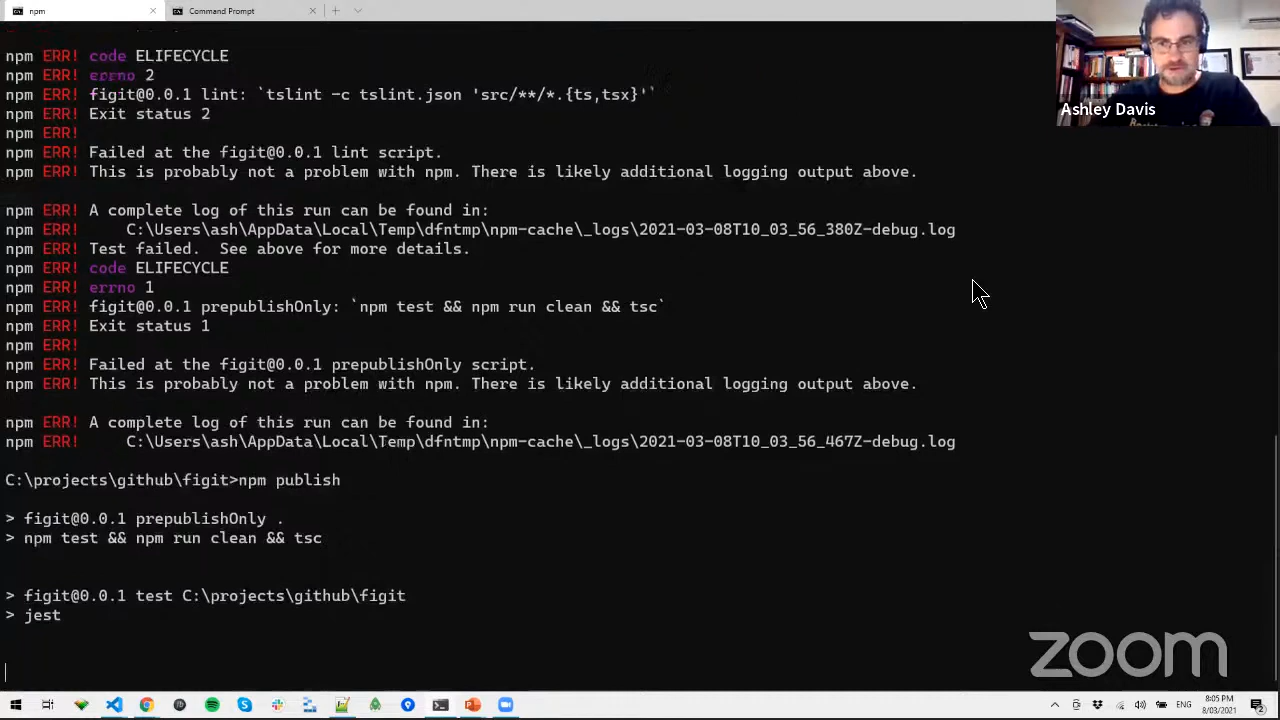 npm
Command Prompt
npm ERR! code ELIFECYCLE
npm ERR! errno 2
npm ERR! figit@0.0.1 lint: `tslint -c tslint.json 'src/**/*.{ts,tsx}'`
npm ERR! Exit status 2
npm ERR!
npm ERR! Failed at the figit@0.0.1 lint script.
npm ERR! This is probably not a problem with npm. There is likely additional logging output above.
npm ERR! A complete log of this run can be found in:
npm ERR!     C:\Users\ash\AppData\Local\Temp\dfntmp\npm-cache\_logs\2021-03-08T10_03_56_380Z-debug.log
npm ERR! Test failed.  See above for more details.
npm ERR! code ELIFECYCLE
npm ERR! errno 1
npm ERR! figit@0.0.1 prepublishOnly: `npm test && npm run clean && tsc`
npm ERR! Exit status 1
npm ERR!
npm ERR! Failed at the figit@0.0.1 prepublishOnly script.
npm ERR! This is probably not a problem with npm. There is likely additional logging output above.
npm ERR! A complete log of this run can be found in:
npm ERR!     C:\Users\ash\AppData\Local\Temp\dfntmp\npm-cache\_logs\2021-03-08T10_03_56_467Z-debug.log
C:\projects\github\figit>npm publish
> figit@0.0.1 prepublishOnly .
> npm test && npm run clean && tsc
> figit@0.0.1 test C:\projects\github\figit
> jest
Ashley Davis
zoom
ENG
8:05 PM
8/03/2021